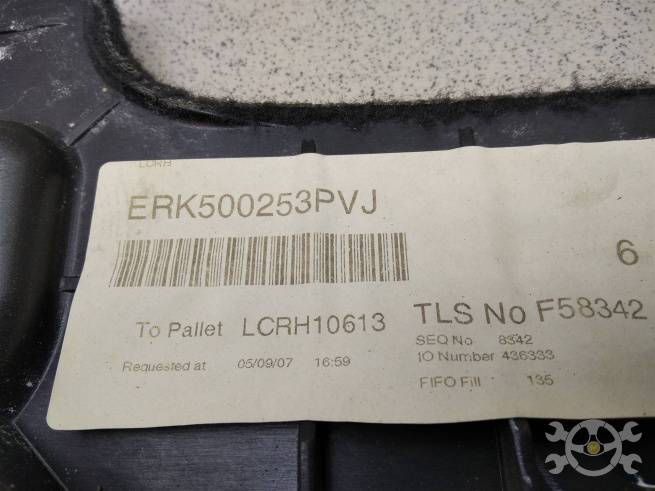 LCRH
ERK500253PVJ
6
To Pallet LCRH10613
TLS No F58342
SEQ No 8342
IO Number 436333
Requested at 05/09/07 16:59
FIFO Fill 135